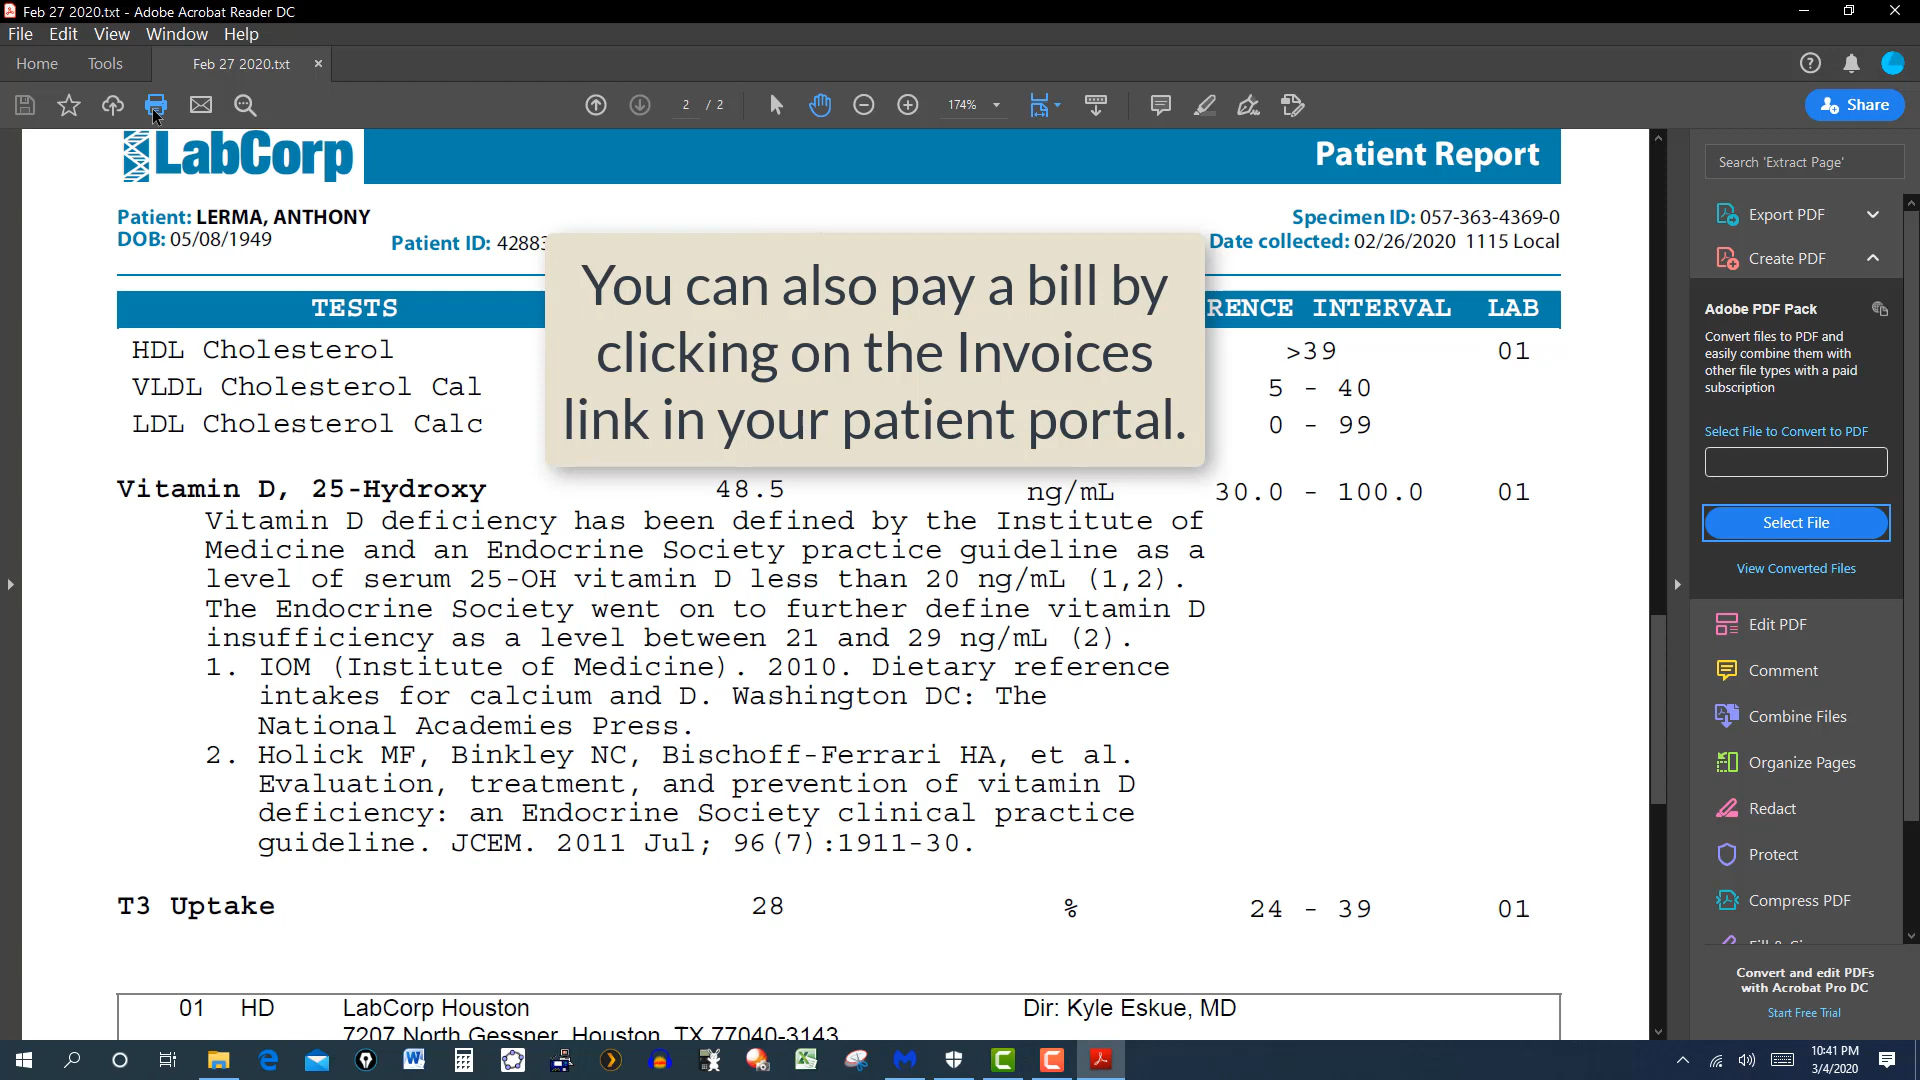 Feb 27 2020.txt - Adobe Acrobat Reader DC
File Edit View Window Help
Home Tools Feb 27 2020.txt
2 / 2 174% Share
LabCorp
Patient Report
Patient: LERMA, ANTHONY
DOB: 05/08/1949
Patient ID: 42883
Specimen ID: 057-363-4369-0
Date collected: 02/26/2020 1115 Local
You can also pay a bill by
clicking on the Invoices
link in your patient portal.
TESTS RENCE INTERVAL LAB
HDL Cholesterol >39 01
VLDL Cholesterol Cal 5 - 40
LDL Cholesterol Calc 0 - 99
Vitamin D, 25-Hydroxy 48.5 ng/mL 30.0 - 100.0 01
Vitamin D deficiency has been defined by the Institute of
Medicine and an Endocrine Society practice guideline as a
level of serum 25-OH vitamin D less than 20 ng/mL (1,2).
The Endocrine Society went on to further define vitamin D
insufficiency as a level between 21 and 29 ng/mL (2).
1. IOM (Institute of Medicine). 2010. Dietary reference
intakes for calcium and D. Washington DC: The
National Academies Press.
2. Holick MF, Binkley NC, Bischoff-Ferrari HA, et al.
Evaluation, treatment, and prevention of vitamin D
deficiency: an Endocrine Society clinical practice
guideline. JCEM. 2011 Jul; 96(7):1911-30.
T3 Uptake 28 % 24 - 39 01
01 HD LabCorp Houston Dir: Kyle Eskue, MD
7207 North Gessner, Houston, TX 77040-3143
Search 'Extract Page'
Export PDF
Create PDF
Adobe PDF Pack
Convert files to PDF and
easily combine them with
other file types with a paid
subscription
Select File to Convert to PDF
Select File
View Converted Files
Edit PDF
Comment
Combine Files
Organize Pages
Redact
Protect
Compress PDF
Convert and edit PDFs
with Acrobat Pro DC
Start Free Trial
10:41 PM
3/4/2020